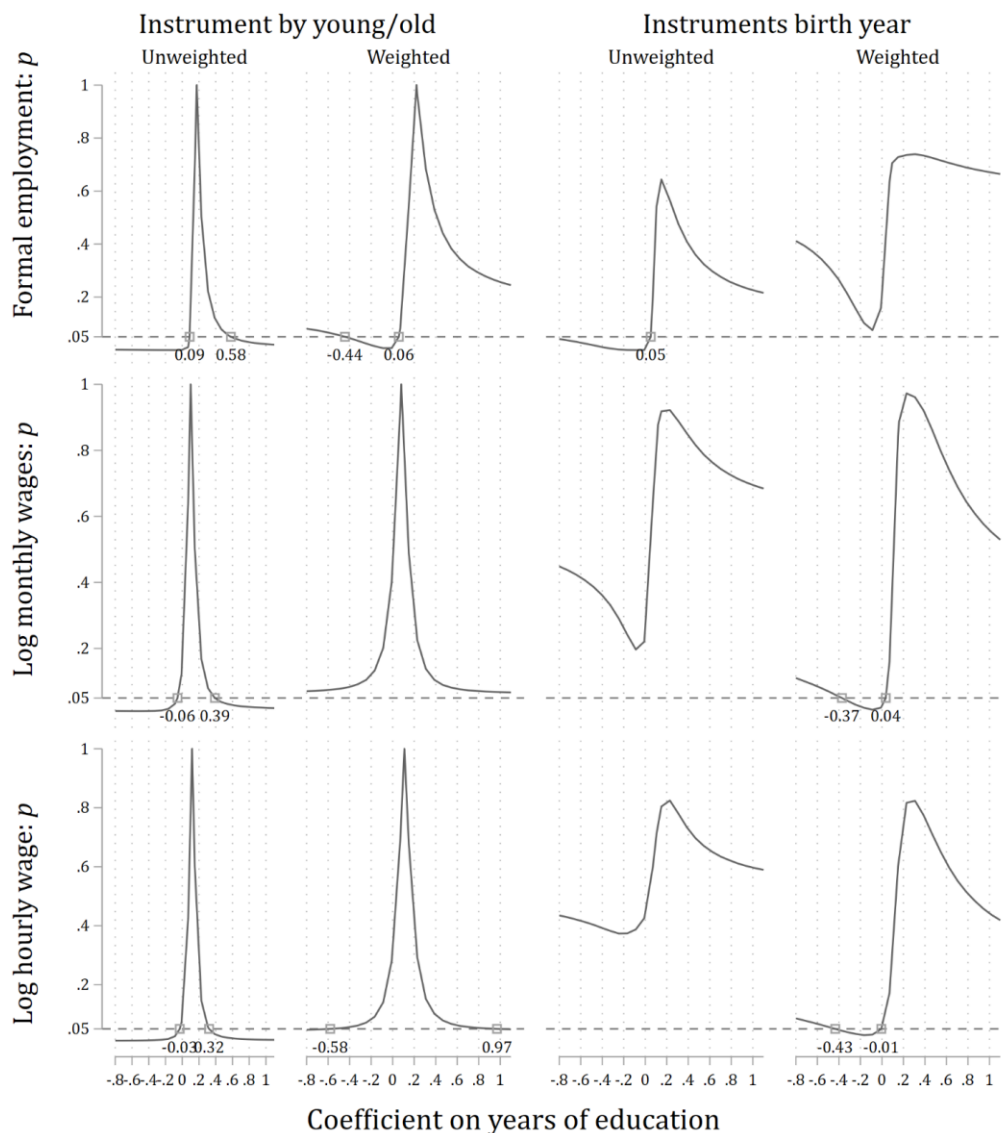 Instrument by young/old Instruments birth year
Unweighted Weighted Unweighted Weighted
Formal employment: p
1
.8
.6
.4
.2
.05
0.09 0.58 -0.44 0.06 0.05
Log monthly wages: p
1
.8
.6
.4
.2
.05
-0.06 0.39 -0.37 0.04
Log hourly wage: p
1
.8
.6
.4
.2
.05
-0.03 0.32 -0.58 0.97 -0.43 -0.01
-.8 -.6 -.4 -.2 0 .2 .4 .6 .8 1 -.8 -.6 -.4 -.2 0 .2 .4 .6 .8 1 -.8 -.6 -.4 -.2 0 .2 .4 .6 .8 1 -.8 -.6 -.4 -.2 0 .2 .4 .6 .8 1
Coefficient on years of education